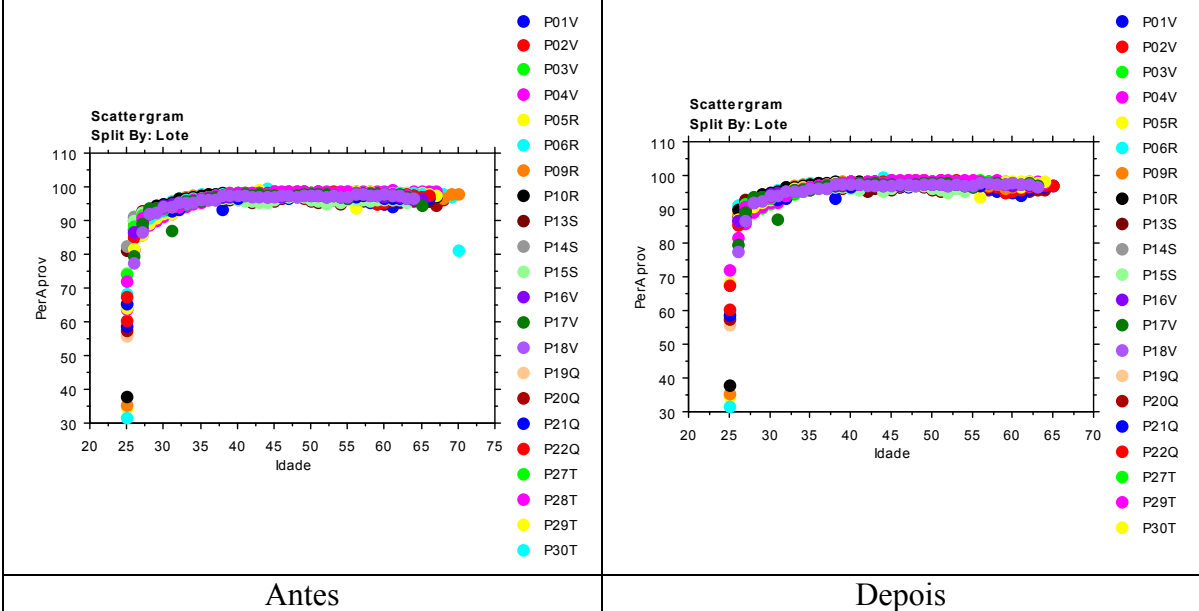 Scattergram
Split By: Lote
110
100
90
80
70
60
50
40
30
PerAprov
20
25
30
35
40
45
50
55
60
65
70
75
Idade
P01V
P02V
P03V
P04V
P05R
P06R
P09R
P10R
P13S
P14S
P15S
P16V
P17V
P18V
P19Q
P20Q
P21Q
P22Q
P27T
P28T
P29T
P30T
Antes
Scattergram
Split By: Lote
110
100
90
80
70
60
50
40
30
PerAprov
20
25
30
35
40
45
50
55
60
65
70
Idade
P01V
P02V
P03V
P04V
P05R
P06R
P09R
P10R
P13S
P14S
P15S
P16V
P17V
P18V
P19Q
P20Q
P21Q
P22Q
P27T
P29T
P30T
Depois